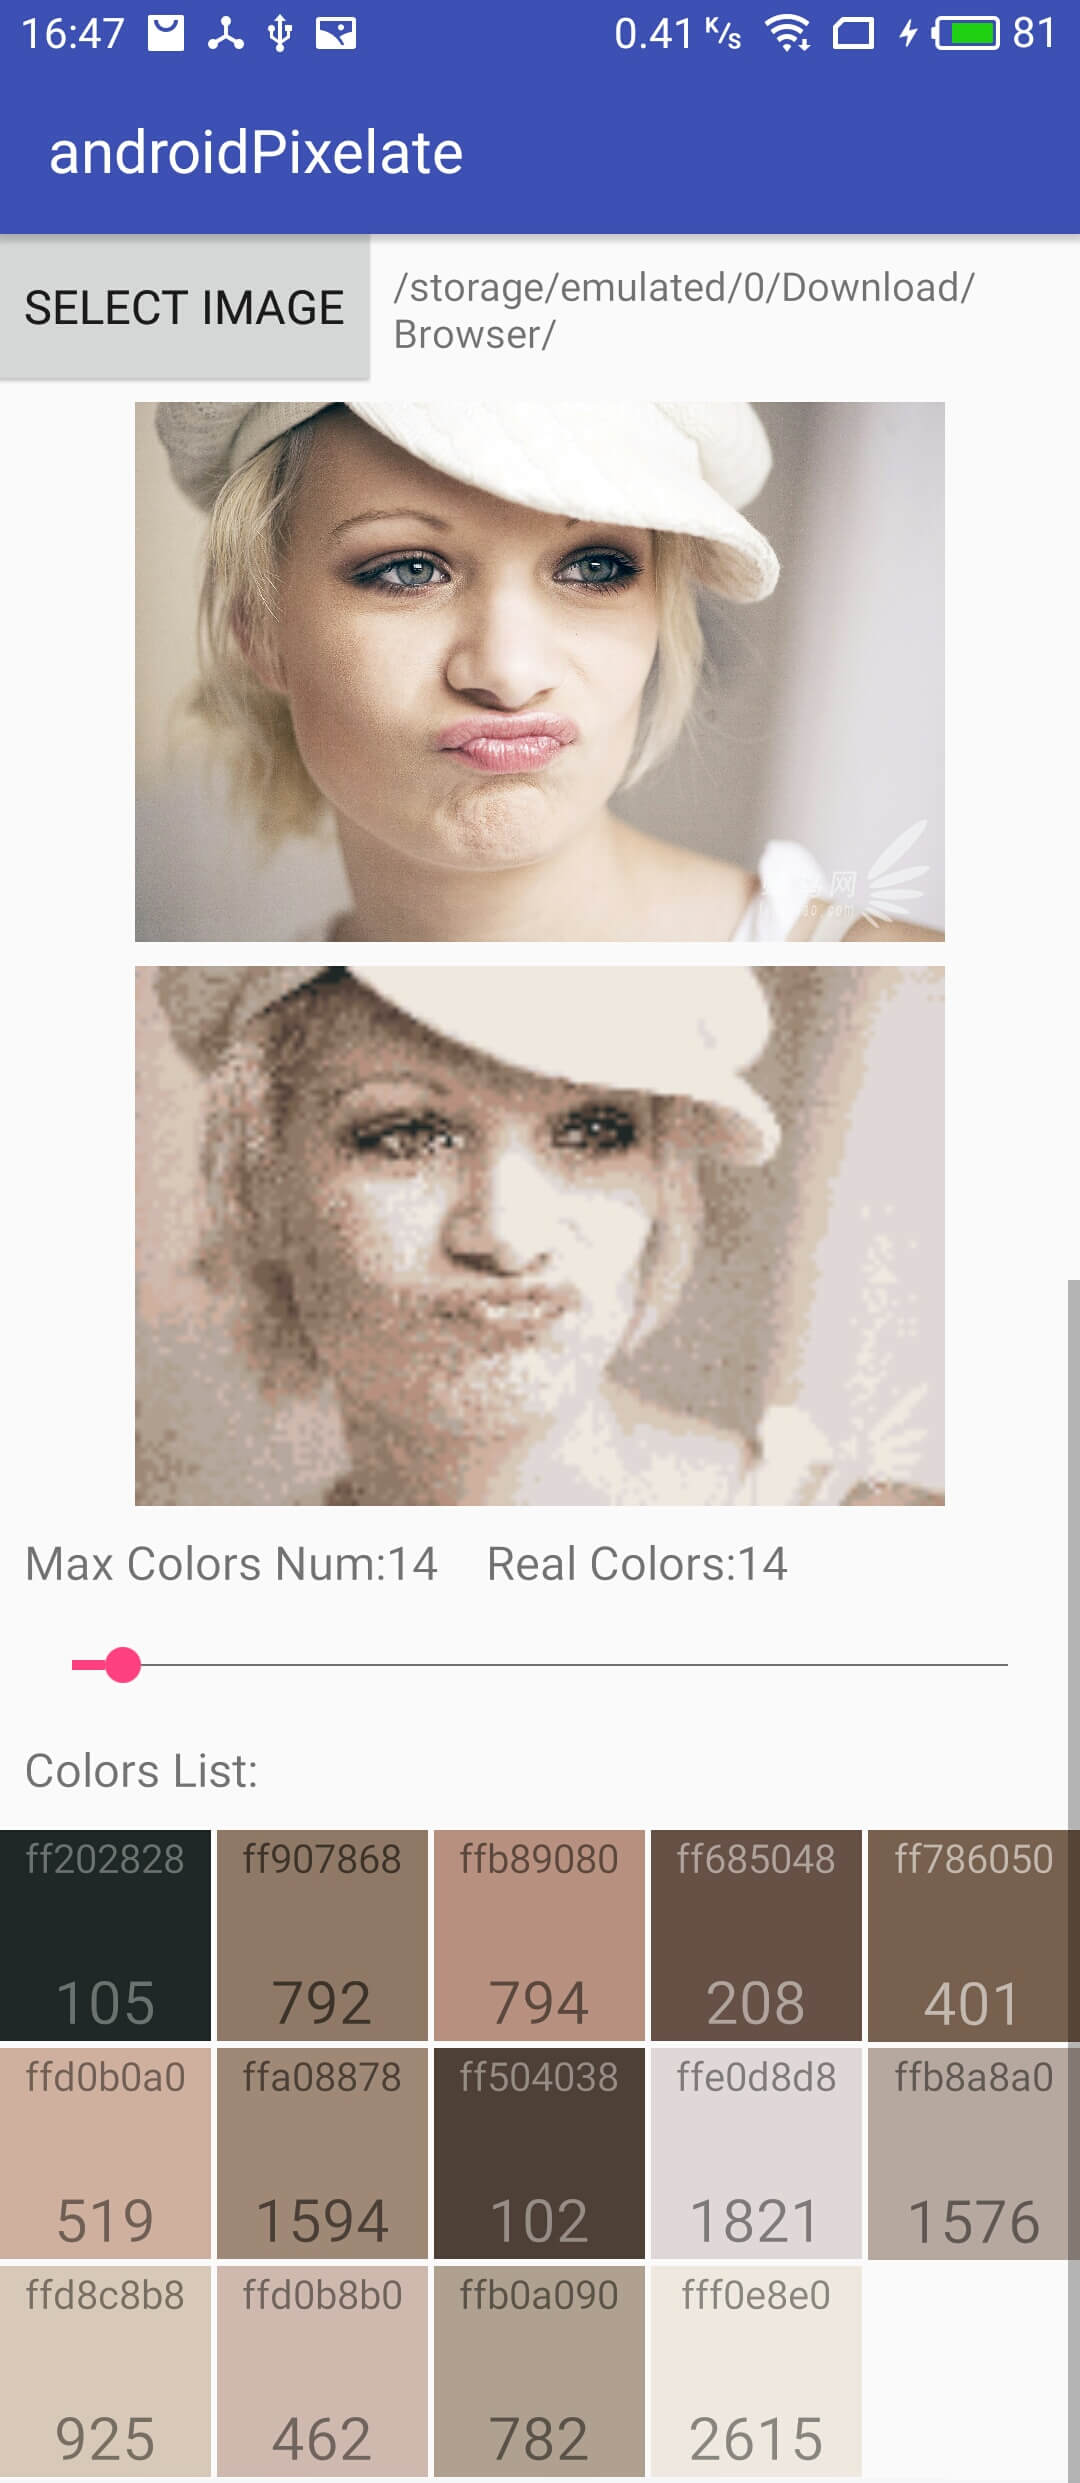 16:47
0.41 K/s
81
androidPixelate
SELECT IMAGE
/storage/emulated/0/Download/
Browser/
网
Max Colors Num:14 Real Colors:14
Colors List:
ff202828 ff907868 ffb89080 ff685048 ff786050
105 792 794 208 401
ffd0b0a0 ffa08878 ff504038 ffe0d8d8 ffb8a8a0
519 1594 102 1821 1576
ffd8c8b8 ffd0b8b0 ffb0a090 fff0e8e0
925 462 782 2615